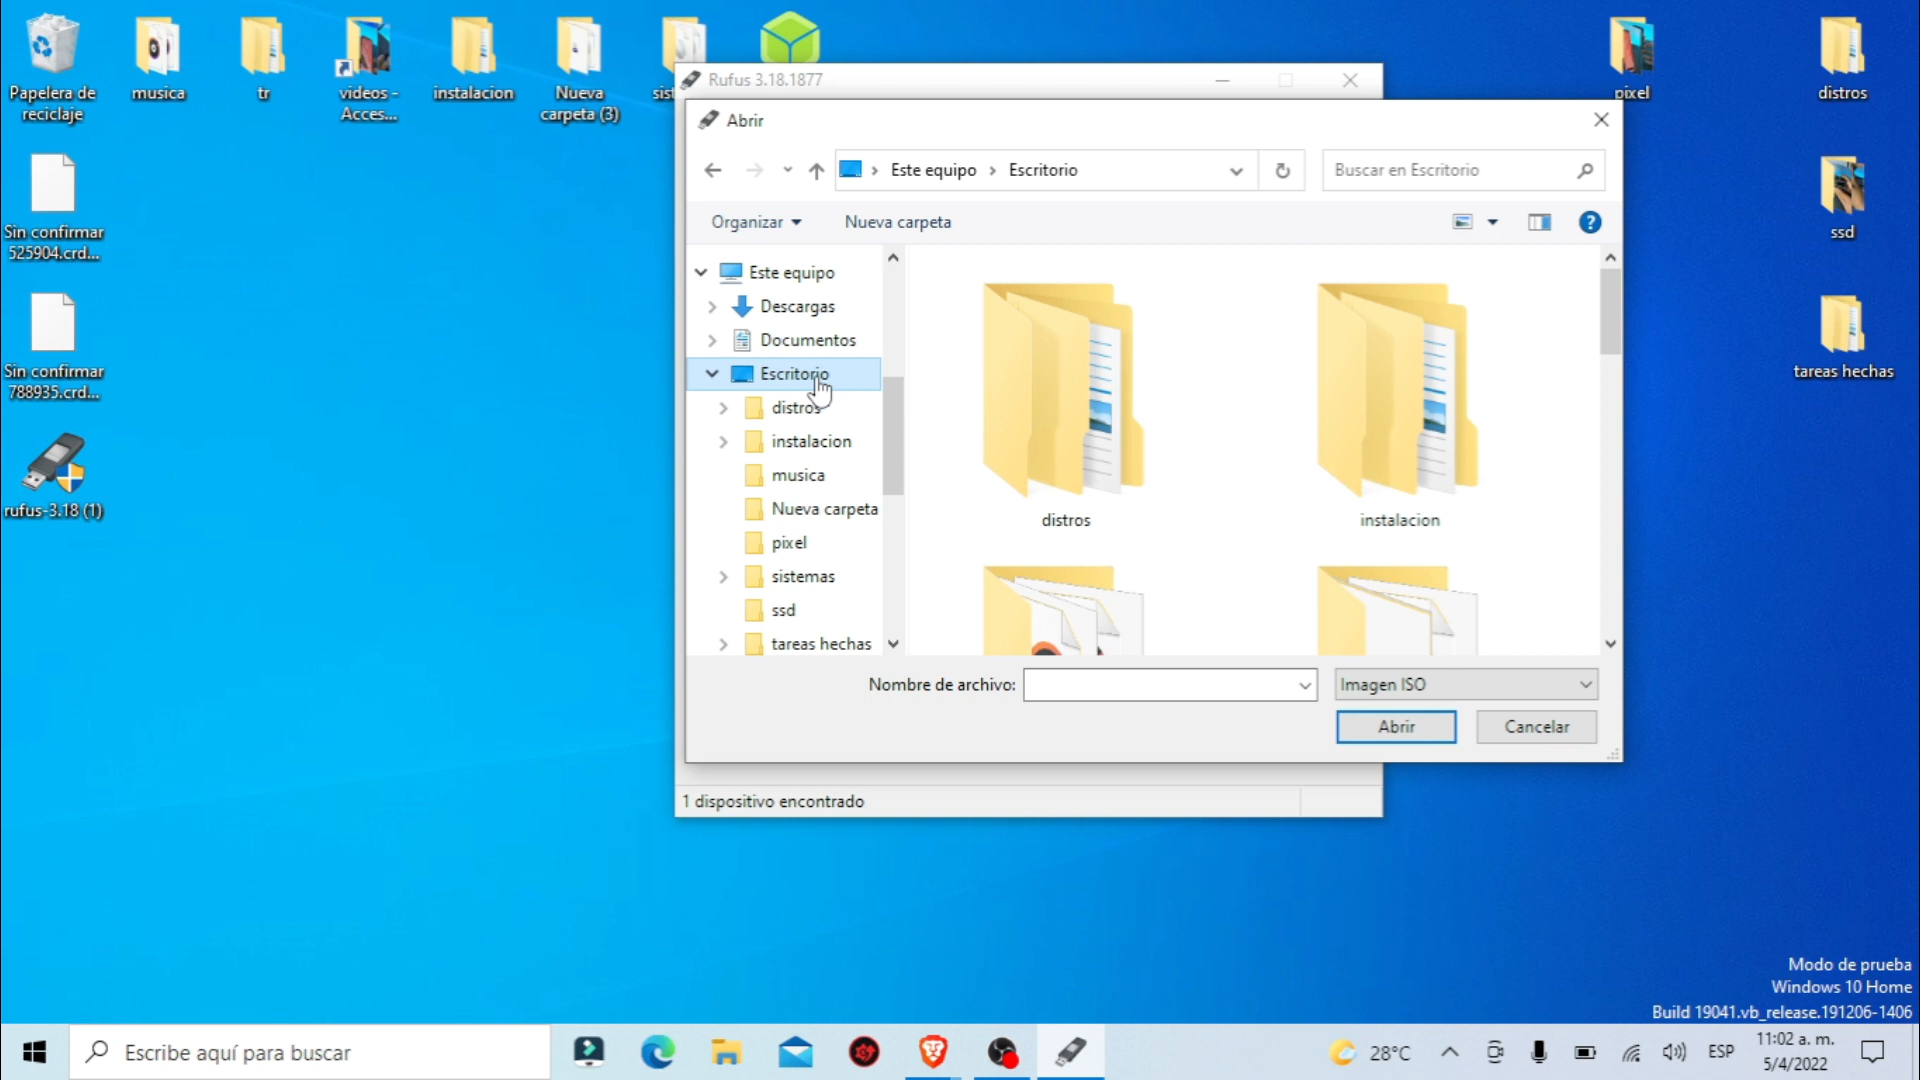 Papelera de
reciclaje
musica
tr
videos -
Acces...
instalacion
Nueva
carpeta (3)
pixel
distros
Sin confirmar
525904.crd...
ssd
Sin confirmar
788935.crd...
tareas hechas
rufus-3.18 (1)
Rufus 3.18.1877
Abrir
Este equipo
Escritorio
Buscar en Escritorio
Organizar
Nueva carpeta
Este equipo
Descargas
Documentos
Escritorio
distros
instalacion
musica
Nueva carpeta
pixel
sistemas
ssd
tareas hechas
distros
instalacion
Nombre de archivo:
Imagen ISO
Abrir
Cancelar
1 dispositivo encontrado
Modo de prueba
Windows 10 Home
Build 19041.vb_release.191206-1406
Escribe aquí para buscar
28°C
ESP
11:02 a. m.
5/4/2022